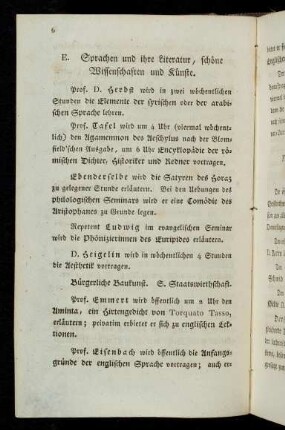 6
E. Sprachen und ihre Literatur, schöne
Wissenschaften und Künste.
Prof. D. Herbst wird in zwei wöchentlichen
Stunden die Elemente der syrischen oder der arabi-
schen Sprache lehren.
Prof. Tafel wird um 4 Uhr (viermal wöchent-
lich) den Agamemnon des Aeschylus nach der Blom-
field'schen Ausgabe, um 6 Uhr Encyklopädie der rö-
mischen Dichter, Historiker und Redner vortragen.
Ebenderselbe wird die Satyren des Horaz
zu gelegener Stunde erläutern. Bei den Uebungen des
philologischen Seminars wird er eine Comödie des
Aristophanes zu Grunde legen.
Repetent Ludwig im evangelischen Seminar
wird die Phönizierinnen des Euripides erläutern.
D. Heigelin wird in wöchentlichen 4 Stunden
die Aesthetik vortragen.
Bürgerliche Baukunst. S. Staatswirthschaft.
Prof. Emmert wird öffentlich um 11 Uhr den
Aminta, ein Hirtengedicht von Torquato Tasso,
erläutern; privatim erbietet er sich zu englischen Lek-
tionen.
Prof. Eisenbach wird öffentlich die Anfangs-
gründe der englischen Sprache vortragen; auch er-